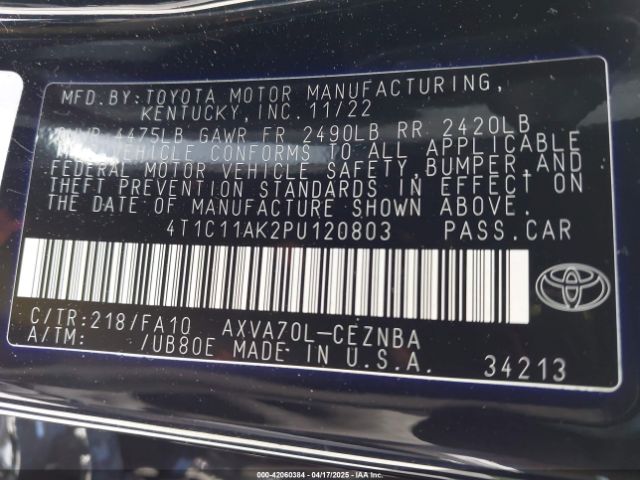 MFD.BY:TOYOTA MOTOR MANUFACTURING,
KENTUCKY, INC. 11/22
GVWR 4475LB GAWR FR 2490LB RR 2420LB
THIS VEHICLE CONFORMS TO ALL APPLICABLE
FEDERAL MOTOR VEHICLE SAFETY,BUMPER,AND
THEFT PREVENTION STANDARDS IN EFFECT ON
THE DATE OF MANUFACTURE SHOWN ABOVE.
4T1C11AK2PU120803 PASS.CAR
C/TR:218/FA10 AXVA70L-CEZNBA
A/TM: /UB80E MADE IN U.S.A.
34213
000-42060384 - 04/17/2025 - IAAI.COM